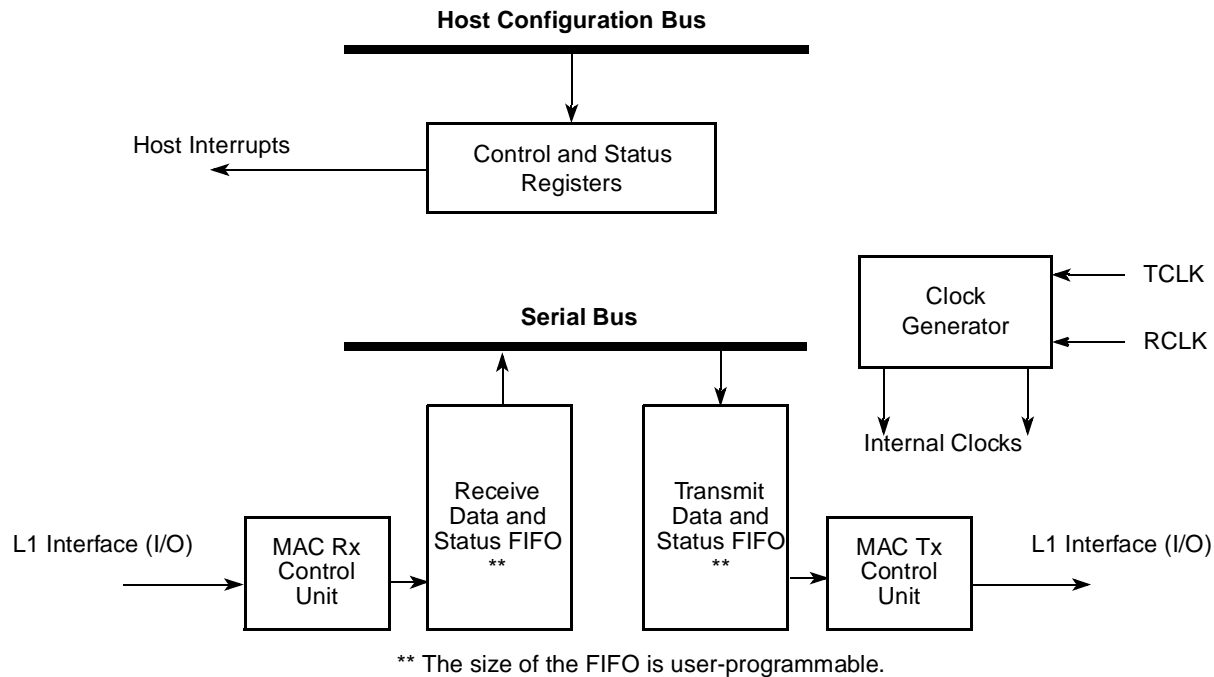 Host Configuration Bus
Host Interrupts
Control and Status
Registers
TCLK
Clock
Generator
RCLK
Serial Bus
Internal Clocks
Receive
Data and
Status FIFO
**
Transmit
Data and
Status FIFO
**
L1 Interface (I/O)
MAC Rx
Control
Unit
MAC Tx
Control
Unit
L1 Interface (I/O)
** The size of the FIFO is user-programmable.